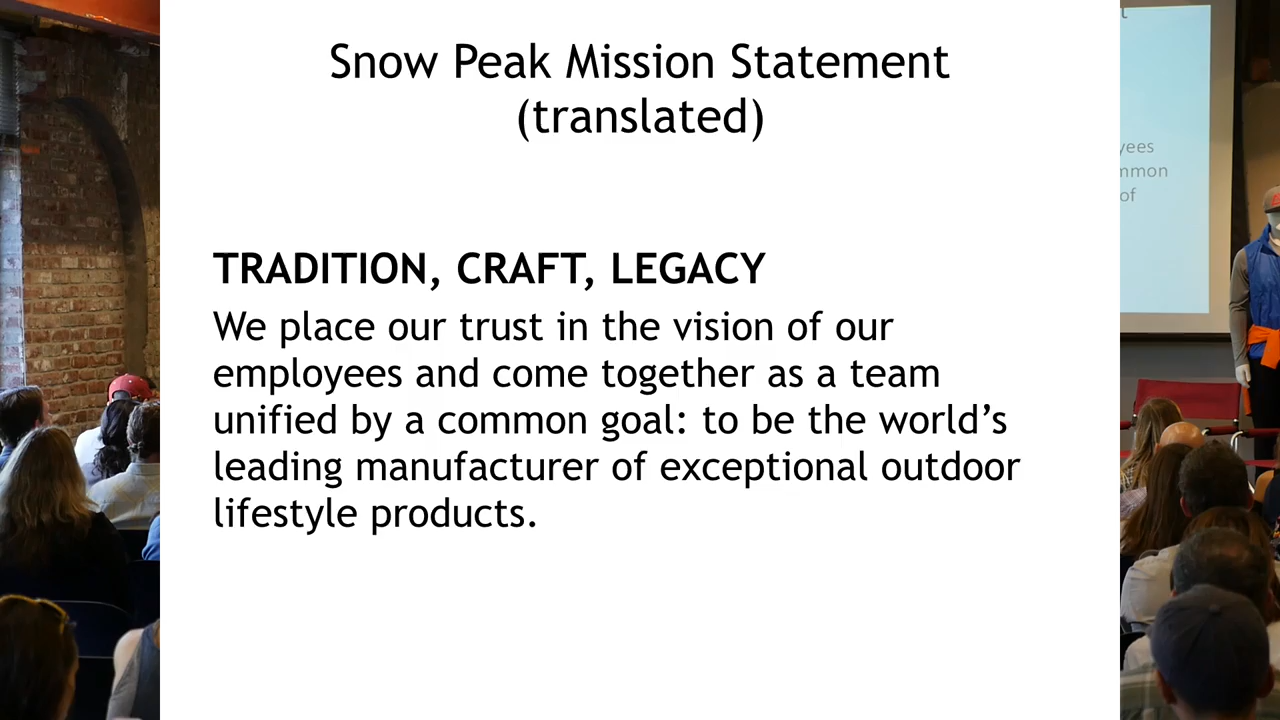 Snow Peak Mission Statement
(translated)
TRADITION, CRAFT, LEGACY
We place our trust in the vision of our
employees and come together as a team
unified by a common goal: to be the world’s
leading manufacturer of exceptional outdoor
lifestyle products.
of